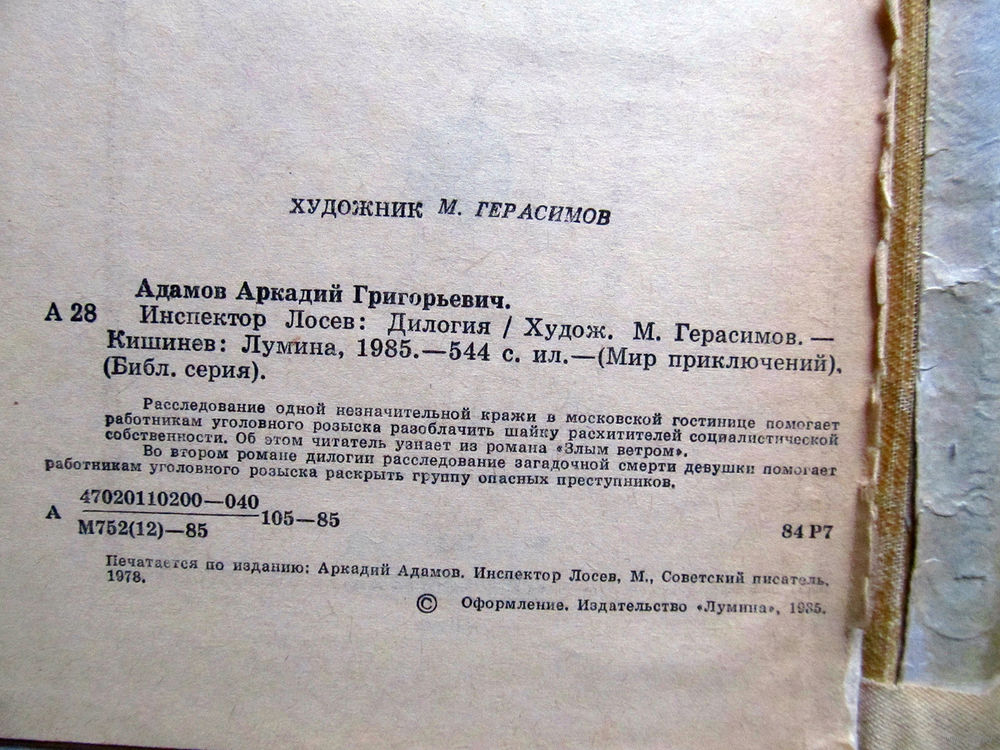 ХУДОЖНИК М. ГЕРАСИМОВ
Адамов Аркадий Григорьевич.
А 28 Инспектор Лосев: Дилогия / Худож. М. Герасимов.—
Кишинев: Лумина, 1985.—544 с. ил.—(Мир приключений).
(Библ. серия).
Расследование одной незначительной кражи в московской гостинице помогает
работникам уголовного розыска разоблачить шайку расхитителей социалистической
собственности. Об этом читатель узнает из романа «Злым ветром».
Во втором романе дилогии расследование загадочной смерти девушки помогает
работникам уголовного розыска раскрыть группу опасных преступников.
47020110200—040
А 105—85
М752(12)—85
84 Р7
Печатается по изданию: Аркадий Адамов. Инспектор Лосев, М., Советский писатель,
1978.
© Оформление. Издательство «Лумина», 1985.